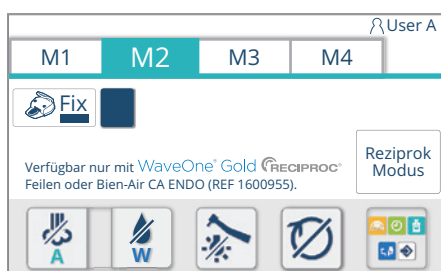 User A
M1 M2 M3 M4
Fix
Reziprok
Modus
Verfügbar nur mit WaveOne® Gold RECIPROC®
Feilen oder Bien-Air CA ENDO (REF 1600955).
A W